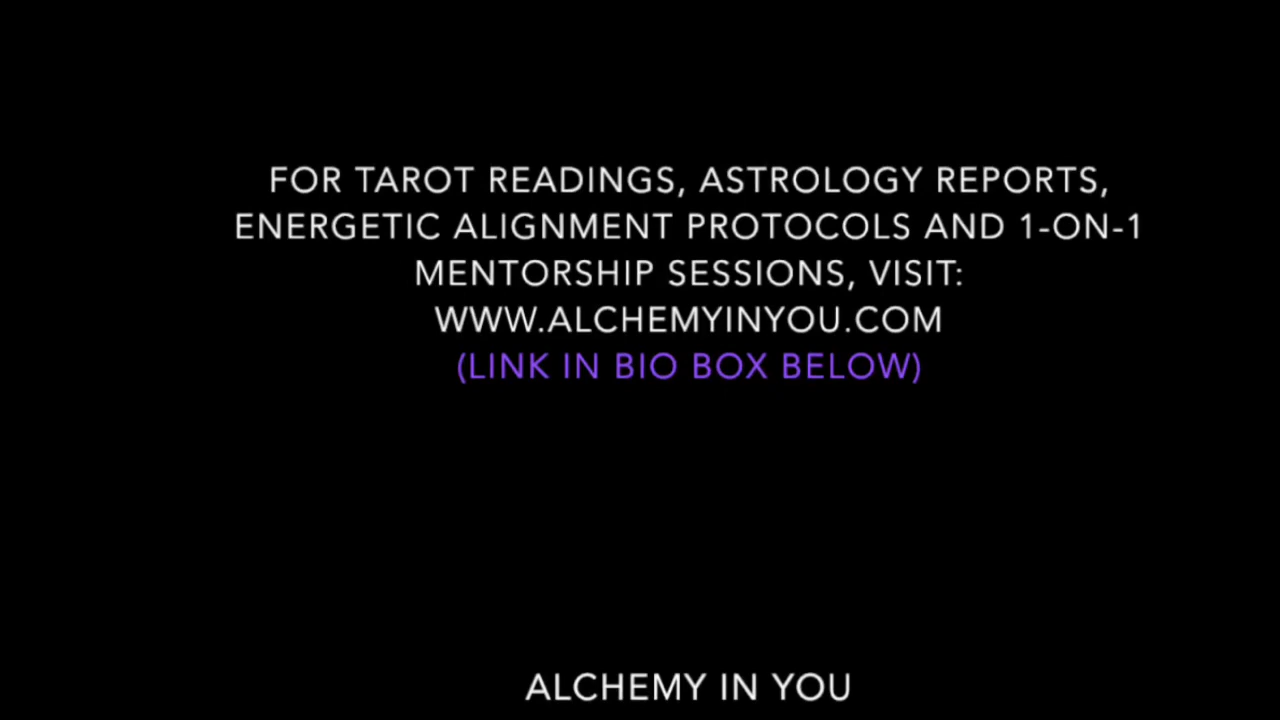 FOR TAROT READINGS, ASTROLOGY REPORTS,
ENERGETIC ALIGNMENT PROTOCOLS AND 1-ON-1
MENTORSHIP SESSIONS, VISIT:
WWW.ALCHEMYINYOU.COM
(LINK IN BIO BOX BELOW)
ALCHEMY IN YOU